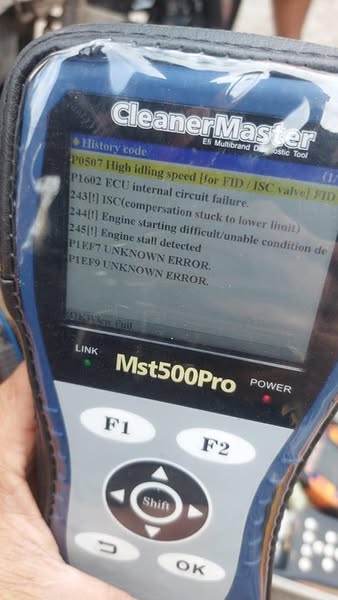 CleanerMaster
Efi Multibrand Diagnostic Tool
History code
P0507 High idling speed [for FID / ISC valve] FID
P1602 ECU internal circuit failure.
243[!] ISC(compersation stuck to lower limit)
244[!] Engine starting difficult/unable condition de
245[!] Engine stall detected
P1EF7 UNKNOWN ERROR.
P1EF9 UNKNOWN ERROR.
LINK
Mst500Pro
POWER
F1
F2
Shift
OK